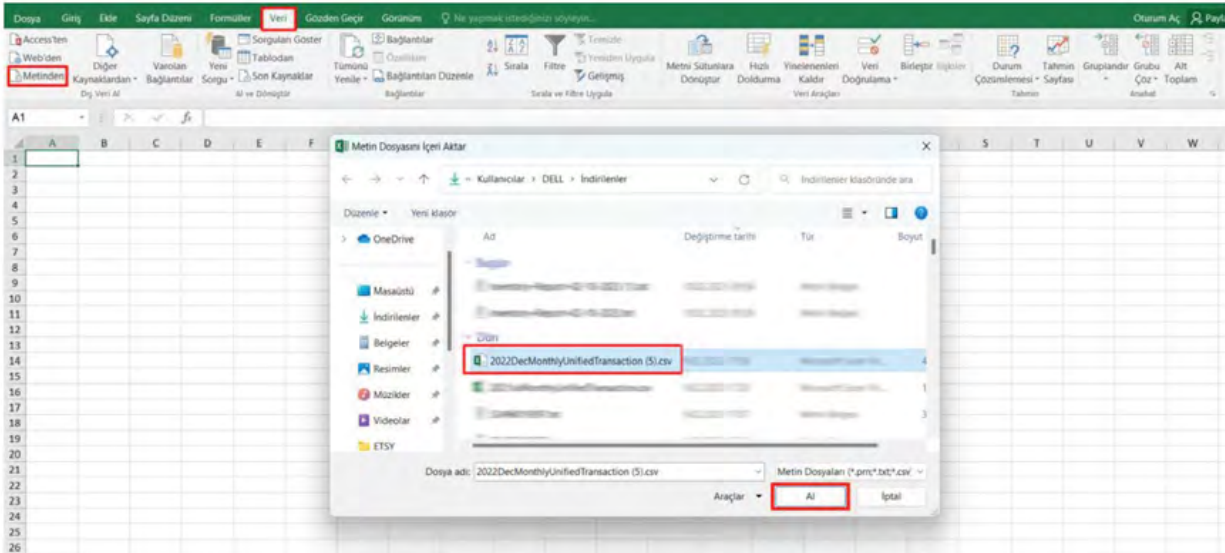 Dosya Giriş Ekle Sayfa Düzeni Formüller Veri Gözden Geçir Görünüm Ne yapmak istediğinizi söyleyin... Oturum Aç Payl
Access'ten
Web'den
Metinden
Diğer Kaynaklardan
Varolan Bağlantılar
Dış Veri Al
Yeni Sorgu
Sorguları Göster
Tablodan
Son Kaynaklar
Al ve Dönüştür
Tümünü Yenile
Bağlantılar
Özellikler
Bağlantıları Düzenle
Bağlantılar
Sırala
Filtre
Temizle
Yeniden Uygula
Gelişmiş
Sırala ve Filtre Uygula
Metni Sütunlara Dönüştür
Hızlı Doldurma
Yinelenenleri Kaldır
Veri Doğrulama
Birleştir
İlişkiler
Veri Araçları
Durum Çözümlemesi
Tahmin Sayfası
Tahmin
Gruplandır
Grubu Çöz
Alt Toplam
Anahat
A1 fx
A B C D E F S T U V W
1
2
3
4
5
6
7
8
9
10
11
12
13
14
15
16
17
18
19
20
21
22
23
24
25
26
Metin Dosyasını İçeri Aktar
Kullanıcılar > DELL > İndirilenler
İndirilenler klasöründe ara
Düzenle Yeni klasör
OneDrive
Masaüstü
İndirilenler
Belgeler
Resimler
Müzikler
Videolar
ETSY
Ad Değiştirme tarihi Tür Boyut
Dün
2022DecMonthlyUnifiedTransaction (5).csv
Dosya adı: 2022DecMonthlyUnifiedTransaction (5).csv Metin Dosyaları (*.prn;*.txt;*.csv)
Araçlar Al İptal